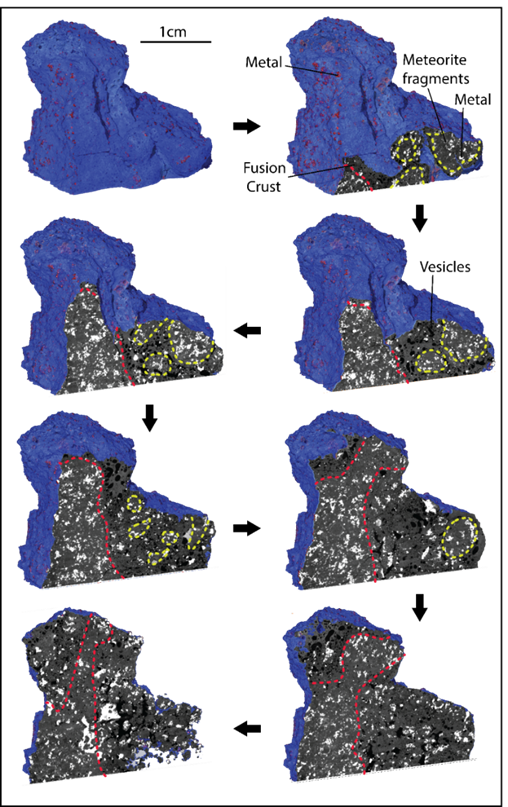 1cm
Metal
Meteorite
fragments
Metal
Fusion
Crust
Vesicles